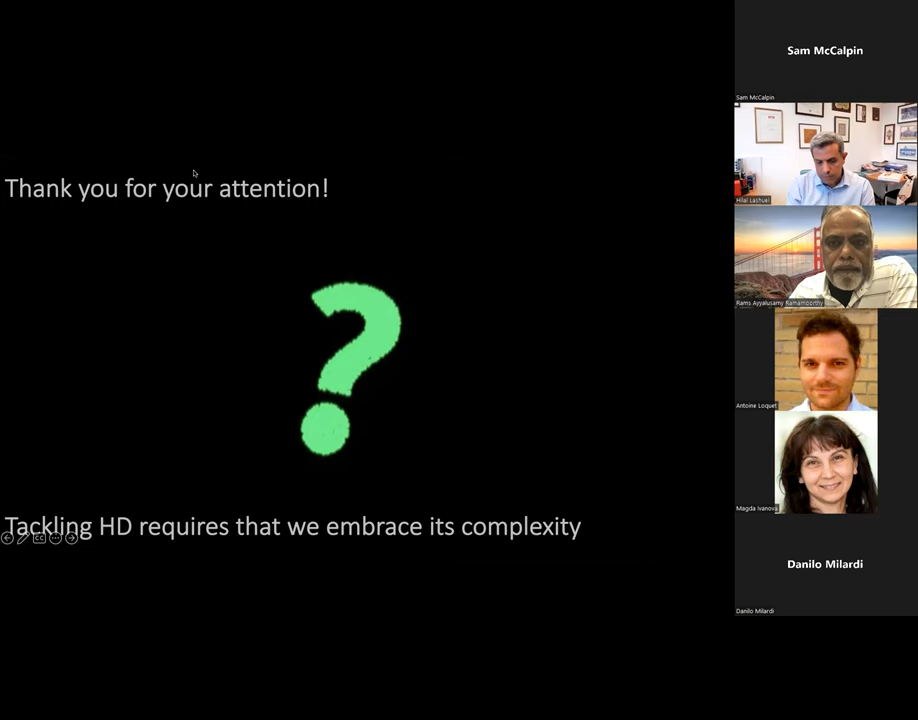 Sam McCalpin
Sam McCalpin
Hilal Lashuel
Thank you for your attention!
Rams Ayyalusamy Ramamoorthy
?
Antoine Loquet
Magda Ivanova
Tackling HD requires that we embrace its complexity
CC
Danilo Milardi
Danilo Milardi